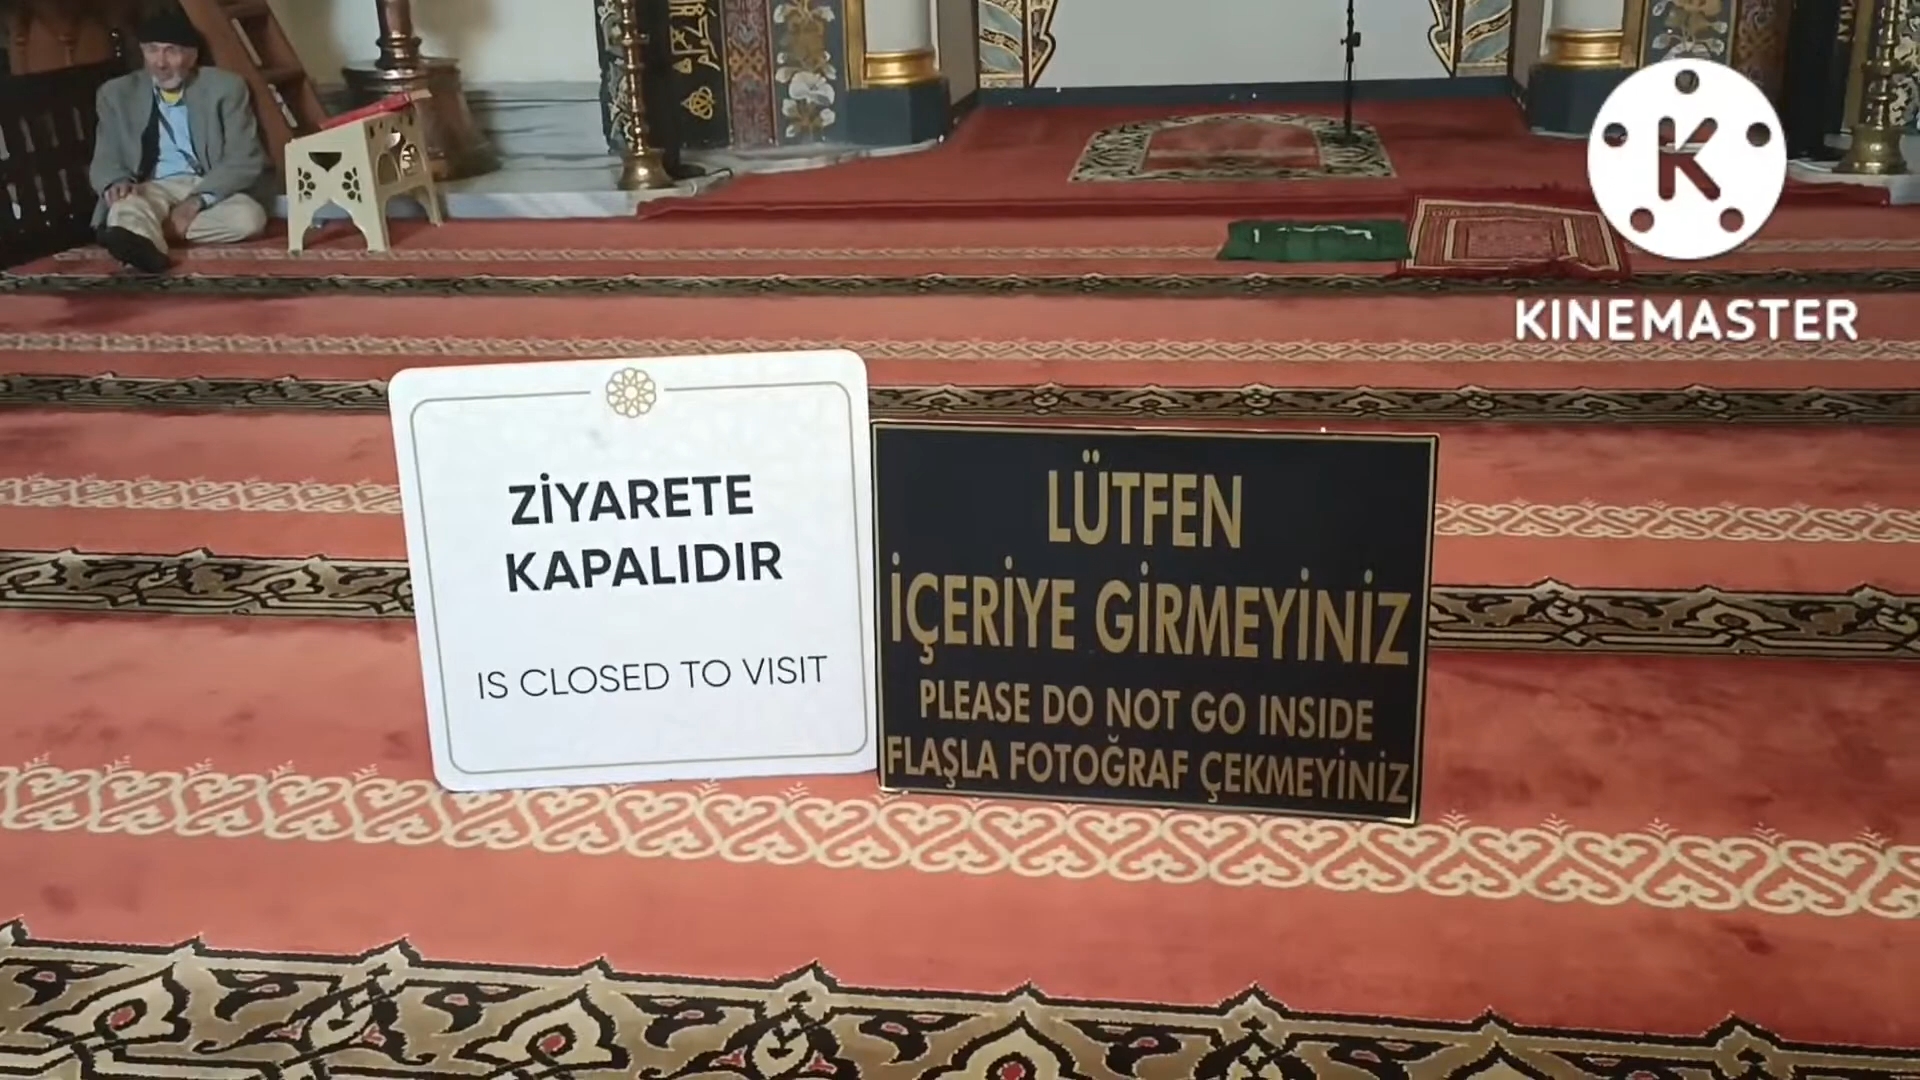 KINEMASTER
ZİYARETE
KAPALIDIR
IS CLOSED TO VISIT
LÜTFEN
İÇERİYE GİRMEYİNİZ
PLEASE DO NOT GO INSIDE
FLAŞLA FOTOĞRAF ÇEKMEYİNİZ